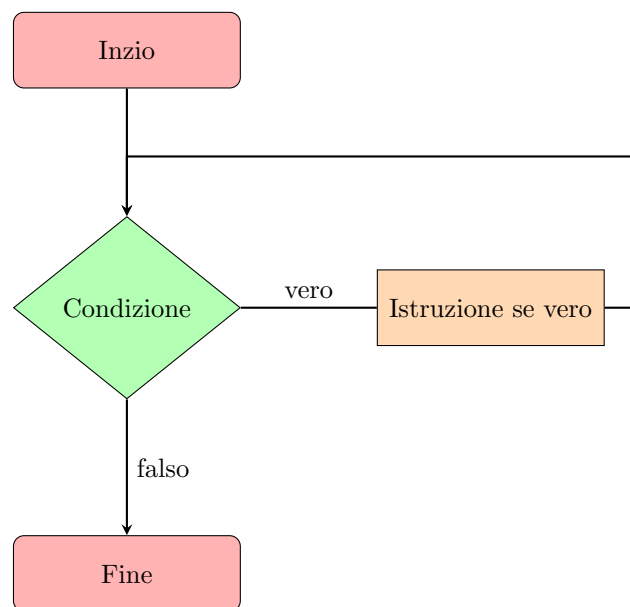 Inzio
Condizione
vero
Istruzione se vero
falso
Fine